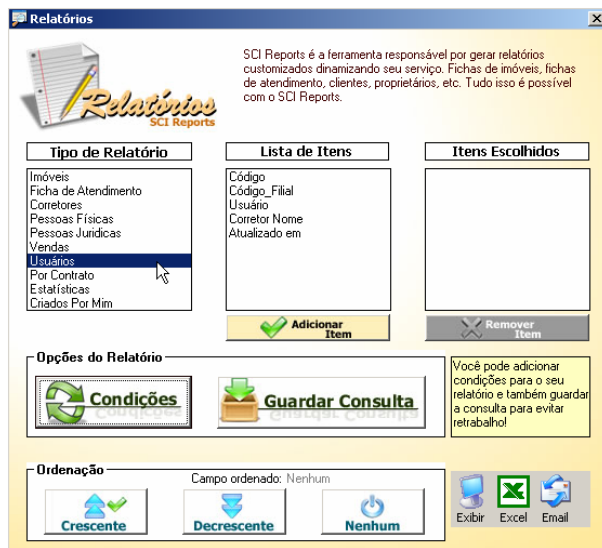 Relatórios
SCI Reports é a ferramenta responsável por gerar relatórios
customizados dinamizando seu serviço. Fichas de imóveis, fichas
de atendimento, clientes, proprietários, etc. Tudo isso é possível
com o SCI Reports.
Relatórios
SCI Reports
Tipo de Relatório
Lista de Itens
Itens Escolhidos
Imóveis
Ficha de Atendimento
Corretores
Pessoas Físicas
Pessoas Juridicas
Vendas
Usuários
Por Contrato
Estatísticas
Criados Por Mim
Código
Código_Filial
Usuário
Corretor Nome
Atualizado em
Adicionar
Item
Remover
Item
Opções do Relatório
Condições
Guardar Consulta
Você pode adicionar
condições para o seu
relatório e também guardar
a consulta para evitar
retrabalho!
Ordenação
Campo ordenado: Nenhum
Crescente
Decrescente
Nenhum
Exibir
Excel
Email